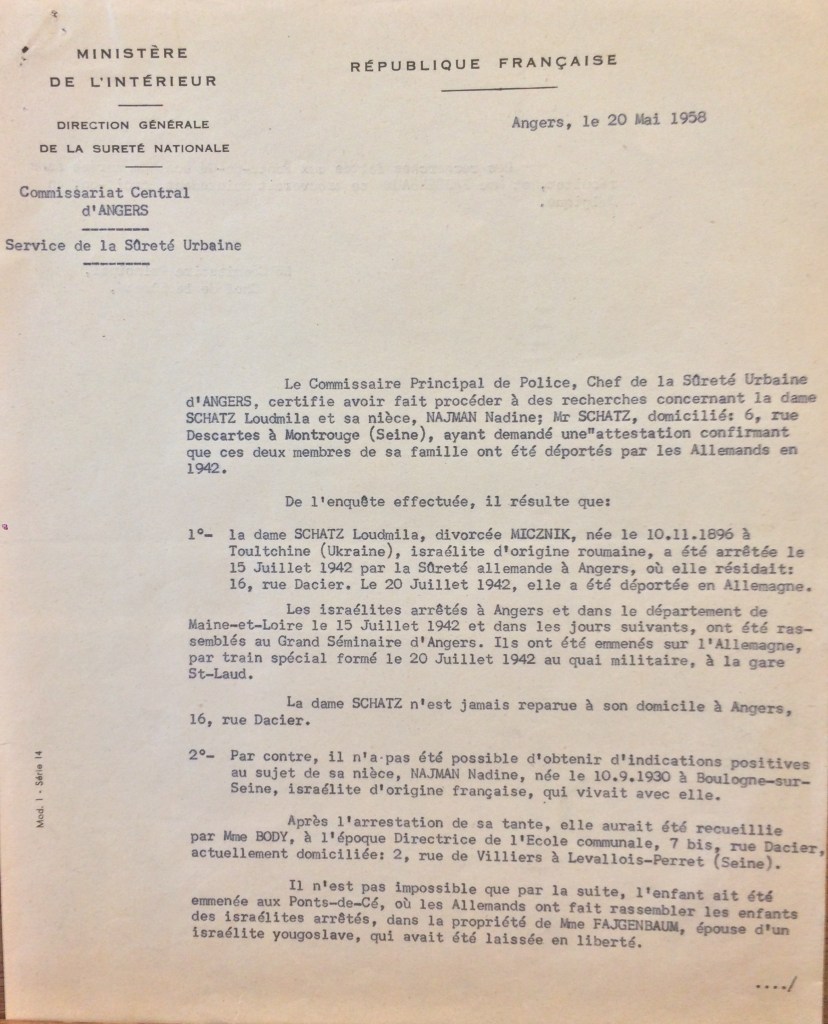 MINISTÈRE
DE L'INTÉRIEUR
DIRECTION GÉNÉRALE
DE LA SURETÉ NATIONALE
Commissariat Central
d'ANGERS
Service de la Sûreté Urbaine
RÉPUBLIQUE FRANÇAISE
Angers, le 20 Mai 1958
Le Commissaire Principal de Police, Chef de la Sûreté Urbaine
d'ANGERS, certifie avoir fait procéder à des recherches concernant la dame
SCHATZ Loudmila et sa nièce, NAJMAN Nadine; Mr SCHATZ, domicilié: 6, rue
Descartes à Montrouge (Seine), ayant demandé une"attestation confirmant
que ces deux membres de sa famille ont été déportés par les Allemands en
1942.
De l'enquête effectuée, il résulte que:
1°- la dame SCHATZ Loudmila, divorcée MICZNIK, née le 10.11.1896 à
Toultchine (Ukraine), israélite d'origine roumaine, a été arrêtée le
15 Juillet 1942 par la Sûreté allemande à Angers, où elle résidait:
16, rue Dacier. Le 20 Juillet 1942, elle a été déportée en Allemagne.
Les israélites arrêtés à Angers et dans le département de
Maine-et-Loire le 15 Juillet 1942 et dans les jours suivants, ont été ras-
semblés au Grand Séminaire d'Angers. Ils ont été emmenés sur l'Allemagne,
par train spécial formé le 20 Juillet 1942 au quai militaire, à la gare
St-Laud.
La dame SCHATZ n'est jamais reparue à son domicile à Angers,
16, rue Dacier.
2°- Par contre, il n'a pas été possible d'obtenir d'indications positives
au sujet de sa nièce, NAJMAN Nadine, née le 10.9.1930 à Boulogne-sur-
Seine, israélite d'origine française, qui vivait avec elle.
Après l'arrestation de sa tante, elle aurait été recueillie
par Mme BODY, à l'époque Directrice de l'Ecole communale, 7 bis, rue Dacier,
actuellement domiciliée: 2, rue de Villiers à Levallois-Perret (Seine).
Il n'est pas impossible que par la suite, l'enfant ait été
emmenée aux Ponts-de-Cé, où les Allemands ont fait rassembler les enfants
des israélites arrêtés, dans la propriété de Mme FAJGENBAUM, épouse d'un
israélite yougoslave, qui avait été laissée en liberté.
..../
Mod. 1 - Série 14